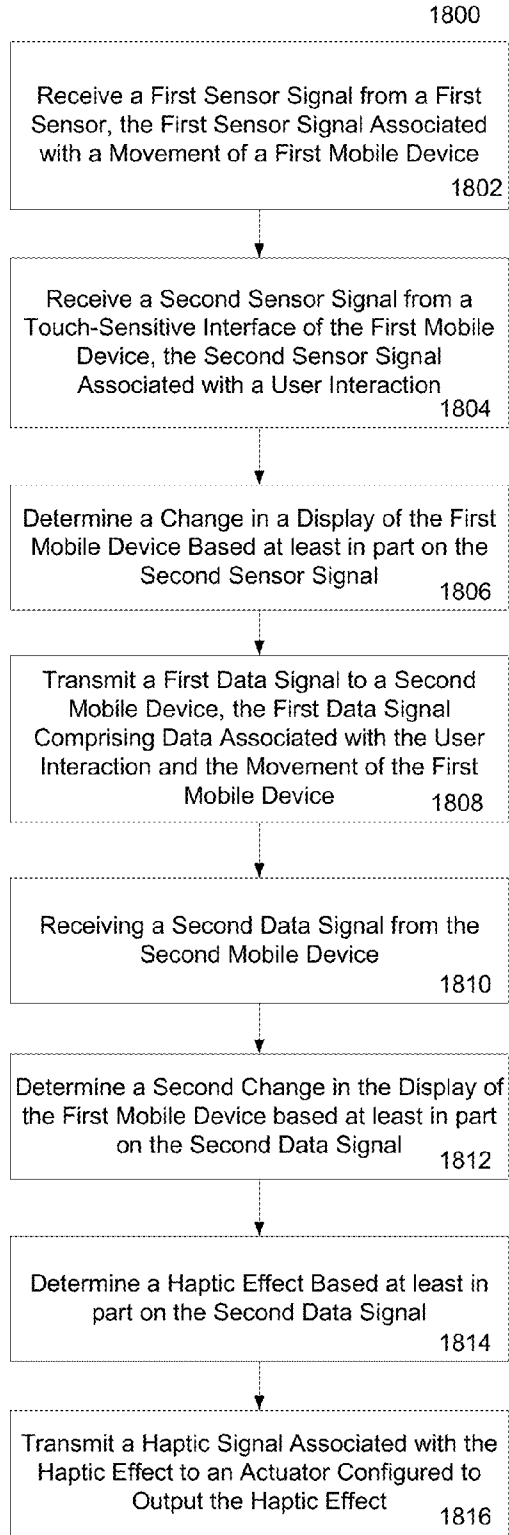 1800
Receive a First Sensor Signal from a First
Sensor, the First Sensor Signal Associated
with a Movement of a First Mobile Device
1802
Receive a Second Sensor Signal from a
Touch-Sensitive Interface of the First Mobile
Device, the Second Sensor Signal
Associated with a User Interaction
1804
Determine a Change in a Display of the First
Mobile Device Based at least in part on the
Second Sensor Signal
1806
Transmit a First Data Signal to a Second
Mobile Device, the First Data Signal
Comprising Data Associated with the User
Interaction and the Movement of the First
Mobile Device
1808
Receiving a Second Data Signal from the
Second Mobile Device
1810
Determine a Second Change in the Display of
the First Mobile Device based at least in part
on the Second Data Signal
1812
Determine a Haptic Effect Based at least in
part on the Second Data Signal
1814
Transmit a Haptic Signal Associated with the
Haptic Effect to an Actuator Configured to
Output the Haptic Effect
1816